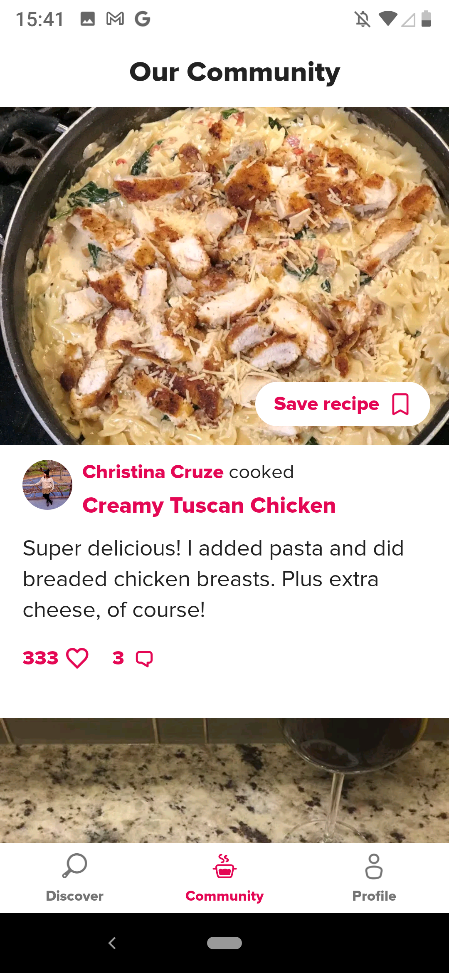 15:41
Our Community
Save recipe
Christina Cruze cooked
Creamy Tuscan Chicken
Super delicious! I added pasta and did
breaded chicken breasts. Plus extra
cheese, of course!
333 3
Discover Community Profile